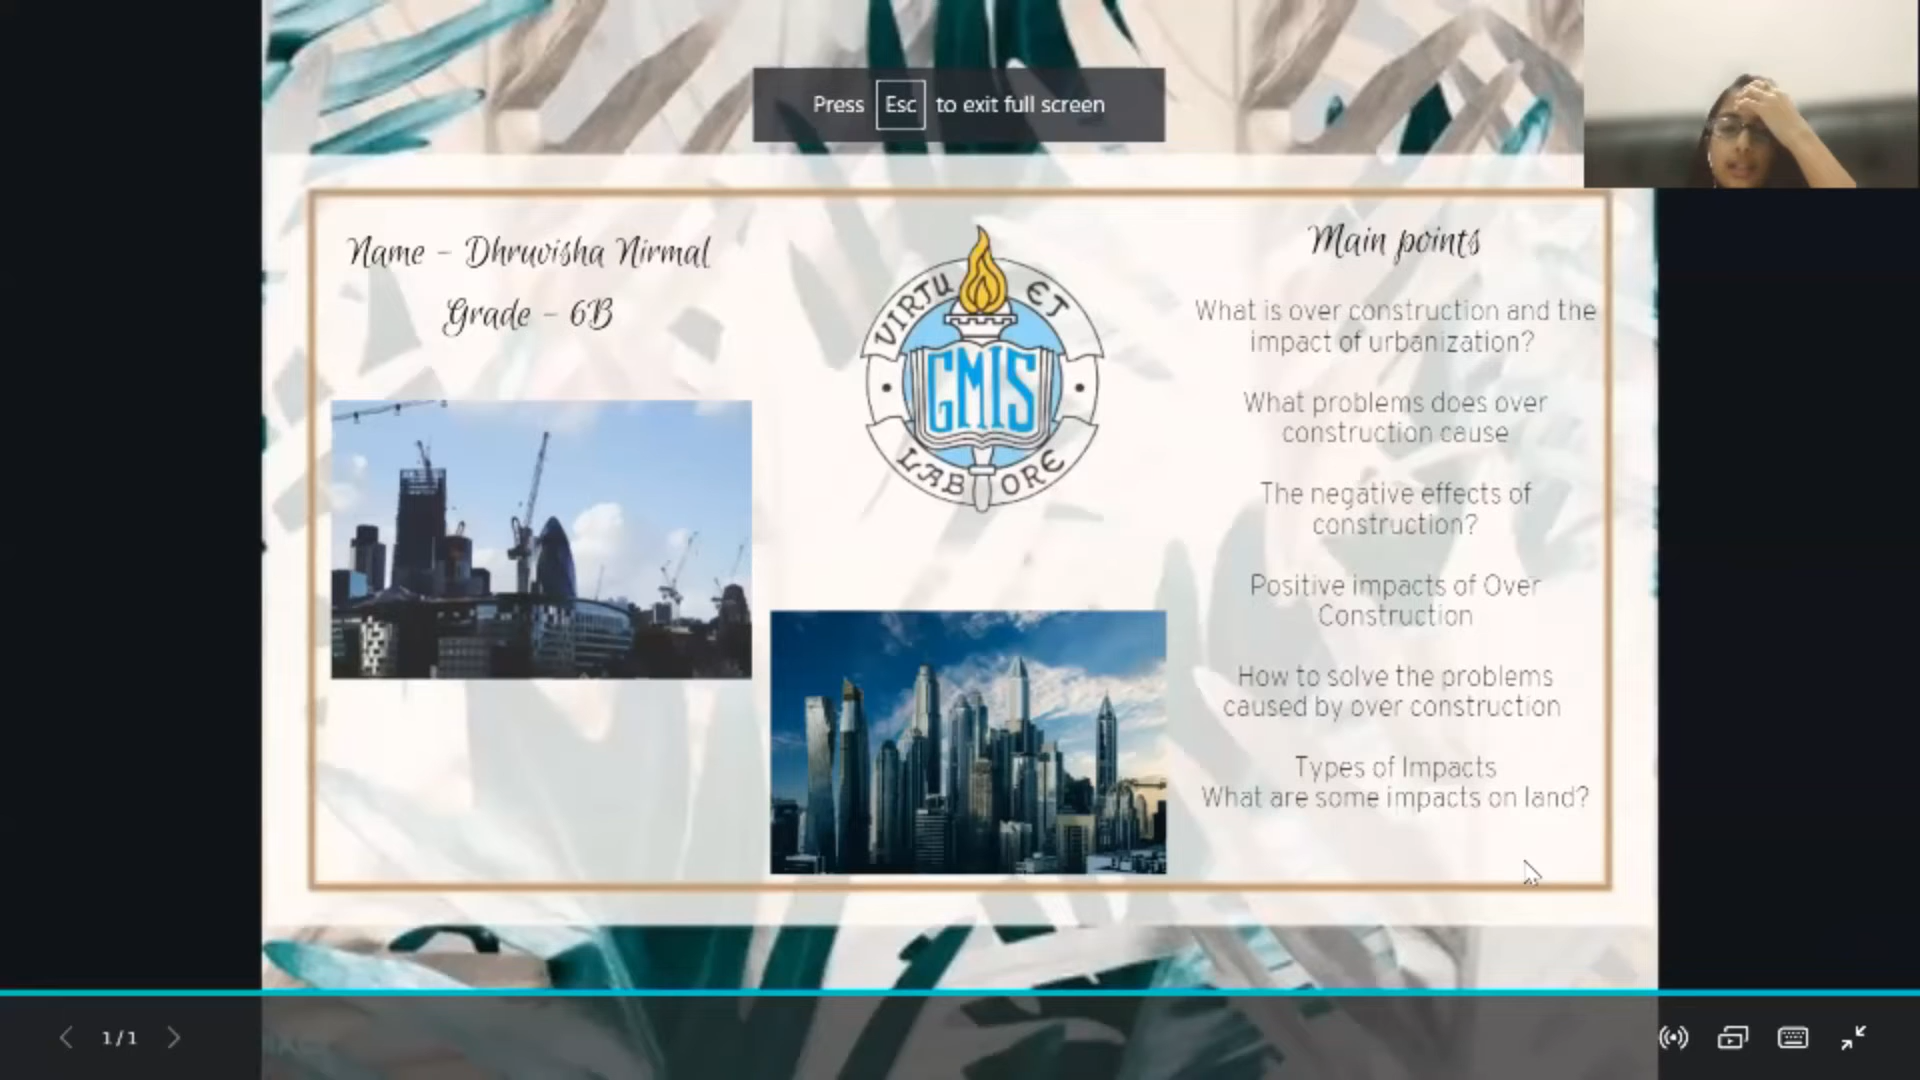 Press Esc to exit full screen
Name - Dhruvisha Nirmal
Grade - 6B
VIRTU ET
GMIS
LAB ORE
Main points
What is over construction and the
impact of urbanization?
What problems does over
construction cause
The negative effects of
construction?
Positive impacts of Over
Construction
How to solve the problems
caused by over construction
Types of Impacts
What are some impacts on land?
1/1